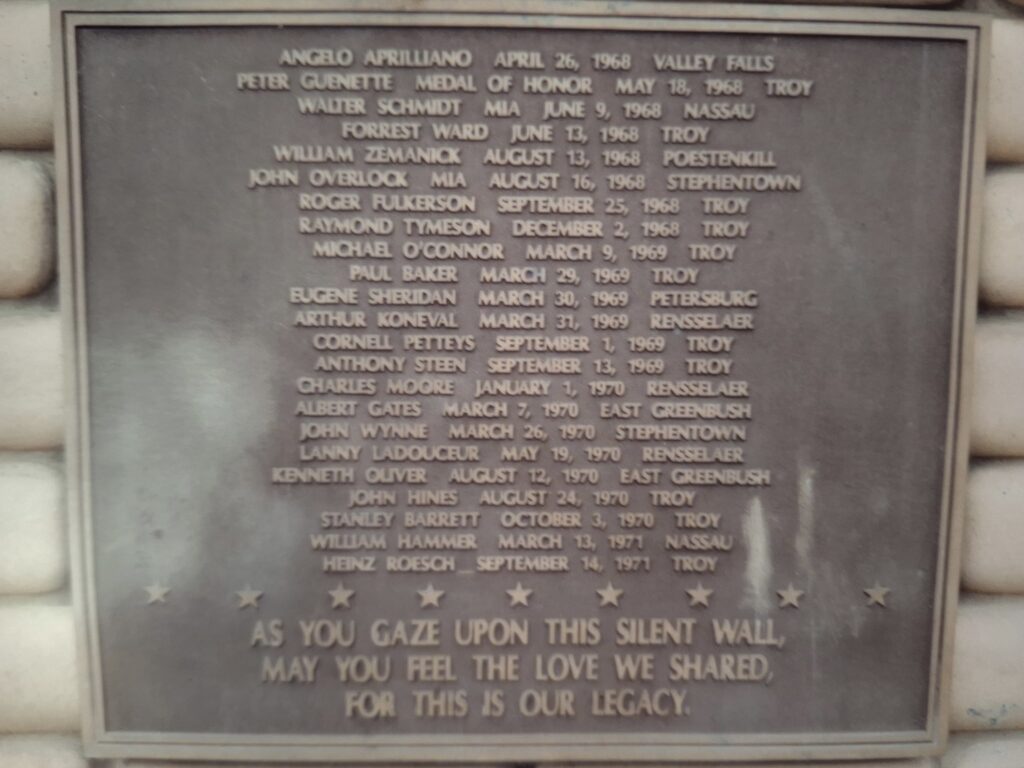 ANGELO APRILLIANO APRIL 26, 1968 VALLEY FALLS
PETER GUENETTE MEDAL OF HONOR MAY 18, 1968 TROY
WALTER SCHMIDT MIA JUNE 9, 1968 NASSAU
FORREST WARD JUNE 13, 1968 TROY
WILLIAM ZEMANICK AUGUST 13, 1968 POESTENKILL
JOHN OVERLOCK MIA AUGUST 16, 1968 STEPHENTOWN
ROGER FULKERSON SEPTEMBER 25, 1968 TROY
RAYMOND TYMESON DECEMBER 2, 1968 TROY
MICHAEL O'CONNOR MARCH 9, 1969 TROY
PAUL BAKER MARCH 29, 1969 TROY
EUGENE SHERIDAN MARCH 30, 1969 PETERSBURG
ARTHUR KONEVAL MARCH 31, 1969 RENSSELAER
CORNELL PETTEYS SEPTEMBER 1, 1969 TROY
ANTHONY STEEN SEPTEMBER 13, 1969 TROY
CHARLES MOORE JANUARY 1, 1970 RENSSELAER
ALBERT GATES MARCH 7, 1970 EAST GREENBUSH
JOHN WYNNE MARCH 26, 1970 STEPHENTOWN
LANNY LADOUCEUR MAY 19, 1970 RENSSELAER
KENNETH OLIVER AUGUST 12, 1970 EAST GREENBUSH
JOHN HINES AUGUST 24, 1970 TROY
STANLEY BARRETT OCTOBER 3, 1970 TROY
WILLIAM HAMMER MARCH 13, 1971 NASSAU
HEINZ ROESCH SEPTEMBER 14, 1971 TROY
AS YOU GAZE UPON THIS SILENT WALL,
MAY YOU FEEL THE LOVE WE SHARED,
FOR THIS IS OUR LEGACY.